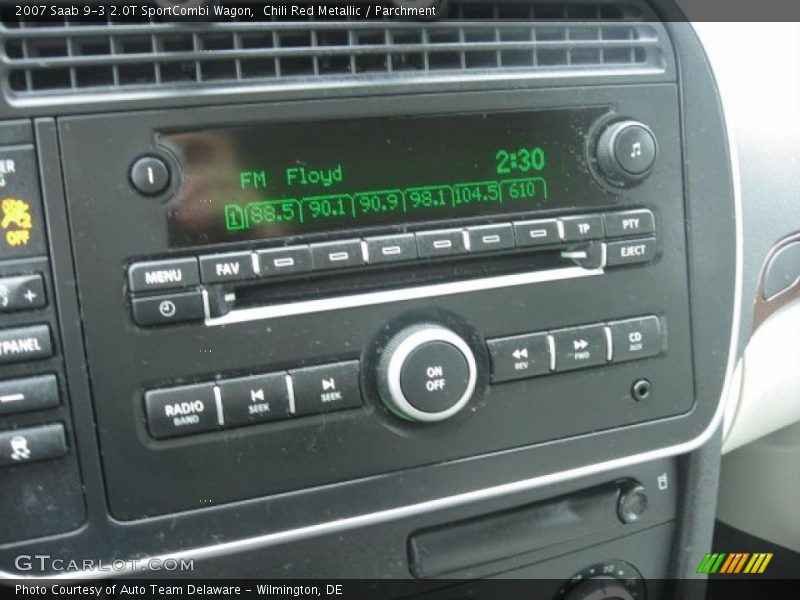 2007 Saab 9-3 2.0T SportCombi Wagon,  Chili Red Metallic / Parchment
i
FM Floyd
2:30
1 88.5 90.1 90.9 98.1 104.5 610
OFF
MENU
FAV
TP
PTY
EJECT
PANEL
RADIO
BAND
SEEK
SEEK
ON
OFF
REV
FWD
CD
AUX
GTCARLOT.COM
Photo Courtesy of Auto Team Delaware - Wilmington, DE